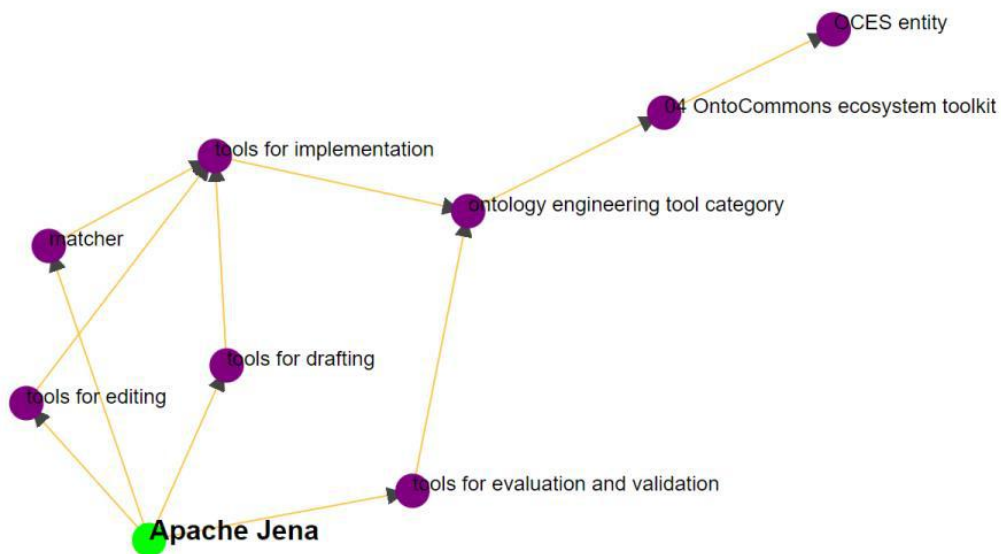 OCES entity
04 OntoCommons ecosystem toolkit
tools for implementation
ontology engineering tool category
matcher
tools for drafting
tools for editing
tools for evaluation and validation
Apache Jena